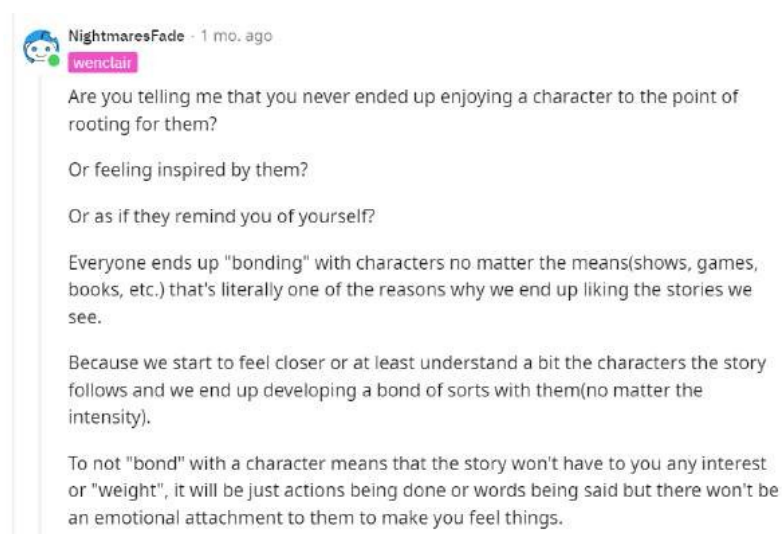 NightmaresFade · 1 mo. ago
wenclair
Are you telling me that you never ended up enjoying a character to the point of
rooting for them?
Or feeling inspired by them?
Or as if they remind you of yourself?
Everyone ends up "bonding" with characters no matter the means(shows, games,
books, etc.) that's literally one of the reasons why we end up liking the stories we
see.
Because we start to feel closer or at least understand a bit the characters the story
follows and we end up developing a bond of sorts with them(no matter the
intensity).
To not "bond" with a character means that the story won't have to you any interest
or "weight", it will be just actions being done or words being said but there won't be
an emotional attachment to them to make you feel things.